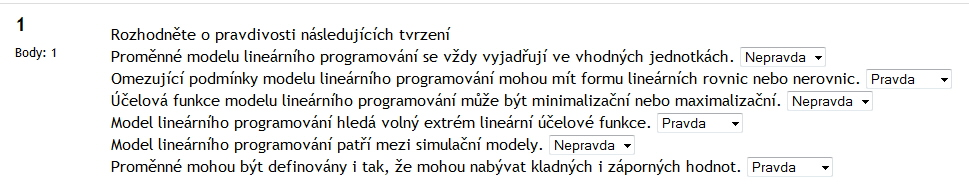 1
Body: 1
Rozhodněte o pravdivosti následujících tvrzení
Proměnné modelu lineárního programování se vždy vyjadřují ve vhodných jednotkách. Nepravda
Omezující podmínky modelu lineárního programování mohou mít formu lineárních rovnic nebo nerovnic. Pravda
Účelová funkce modelu lineárního programování může být minimalizační nebo maximalizační. Nepravda
Model lineárního programování hledá volný extrém lineární účelové funkce. Pravda
Model lineárního programování patří mezi simulační modely. Nepravda
Proměnné mohou být definovány i tak, že mohou nabývat kladných i záporných hodnot. Pravda